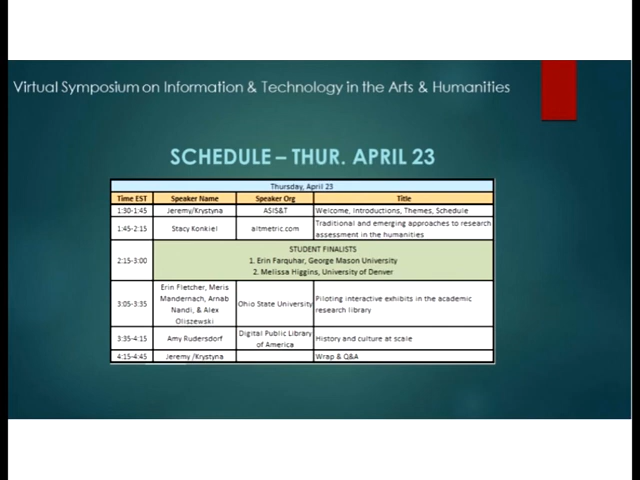 Virtual Symposium on Information & Technology in the Arts & Humanities
SCHEDULE – THUR. APRIL 23
Thursday, April 23
Time EST Speaker Name Speaker Org Title
1:30-1:45 Jeremy/Krystyna ASIS&T Welcome, Introductions, Themes, Schedule
1:45-2:15 Stacy Konkiel altmetric.com Traditional and emerging approaches to research
assessment in the humanities
2:15-3:00 STUDENT FINALISTS
1. Erin Farquhar, George Mason University
2. Melissa Higgins, University of Denver
3:05-3:35 Erin Fletcher, Meris
Mandernach, Arnab
Nandi, & Alex
Oliszewski
Ohio State University
Piloting interactive exhibits in the academic
research library
3:35-4:15 Amy Rudersdorf Digital Public Library
of America
History and culture at scale
4:15-4:45 Jeremy /Krystyna Wrap & Q&A